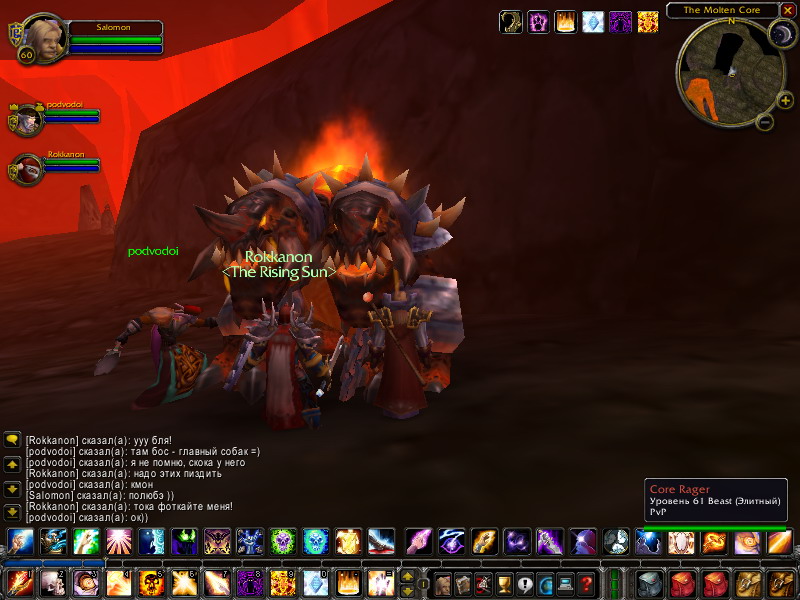 Salomon
60
The Molten Core
N
podvodoi
Rokkanon
podvodoi
Rokkanon
<The Rising Sun>
[Rokkanon] сказал(а): ууу бля!
[podvodoi] сказал(а): там бос - главный собак =)
[podvodoi] сказал(а): я не помню, скока у него
[Rokkanon] сказал(а): надо этих пиздить
[podvodoi] сказал(а): кмон
[Salomon] сказал(а): полюбэ ))
[Rokkanon] сказал(а): тока фоткайте меня!
[podvodoi] сказал(а): ок))
Core Rager
Уровень 61 Beast (Элитный)
PvP